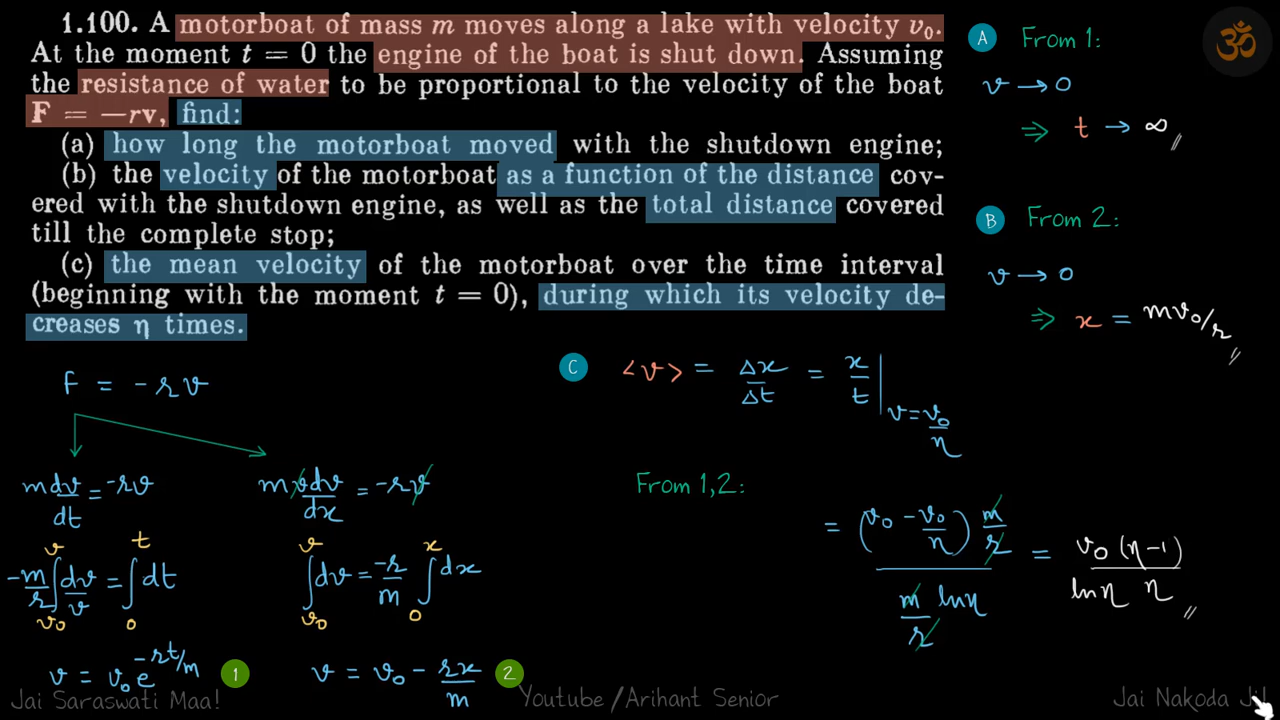 1.100. A motorboat of mass m moves along a lake with velocity v₀.
At the moment t = 0 the engine of the boat is shut down. Assuming
the resistance of water to be proportional to the velocity of the boat
F = −rv, find:
(a) how long the motorboat moved with the shutdown engine;
(b) the velocity of the motorboat as a function of the distance cov-
ered with the shutdown engine, as well as the total distance covered
till the complete stop;
(c) the mean velocity of the motorboat over the time interval
(beginning with the moment t = 0), during which its velocity de-
creases η times.
F = -rv
m dv/dt = -rv
-m/r ∫_{v₀}^{v} dv/v = ∫_{0}^{t} dt
v = v₀ e^{-rt/m} 1
m v dv/dx = -rv
∫_{v₀}^{v} dv = -r/m ∫_{0}^{x} dx
v = v₀ - rx/m 2
A From 1:
v → 0
⇒ t → ∞
B From 2:
v → 0
⇒ x = mv₀/r
C <v> = Δx/Δt = x/t |_{v = v₀/η}
From 1,2:
= (v₀ - v₀/η) m/r / (m/r ln η) = v₀ (η-1) / ln η η
Jai Saraswati Maa!
Youtube / Arihant Senior
Jai Nakoda Ji!
ॐ